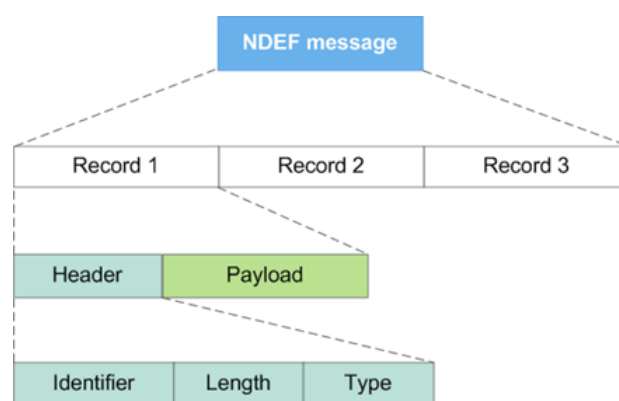 NDEF message
Record 1 Record 2 Record 3
Header Payload
Identifier Length Type